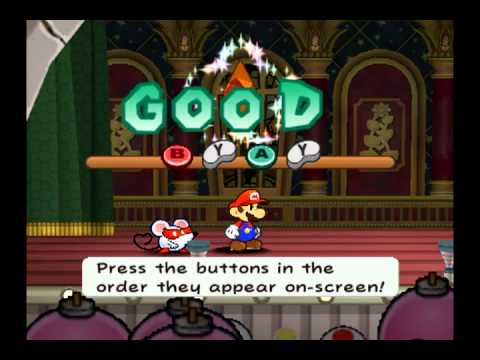 GOOD
B Y A Y
Press the buttons in the
order they appear on-screen!